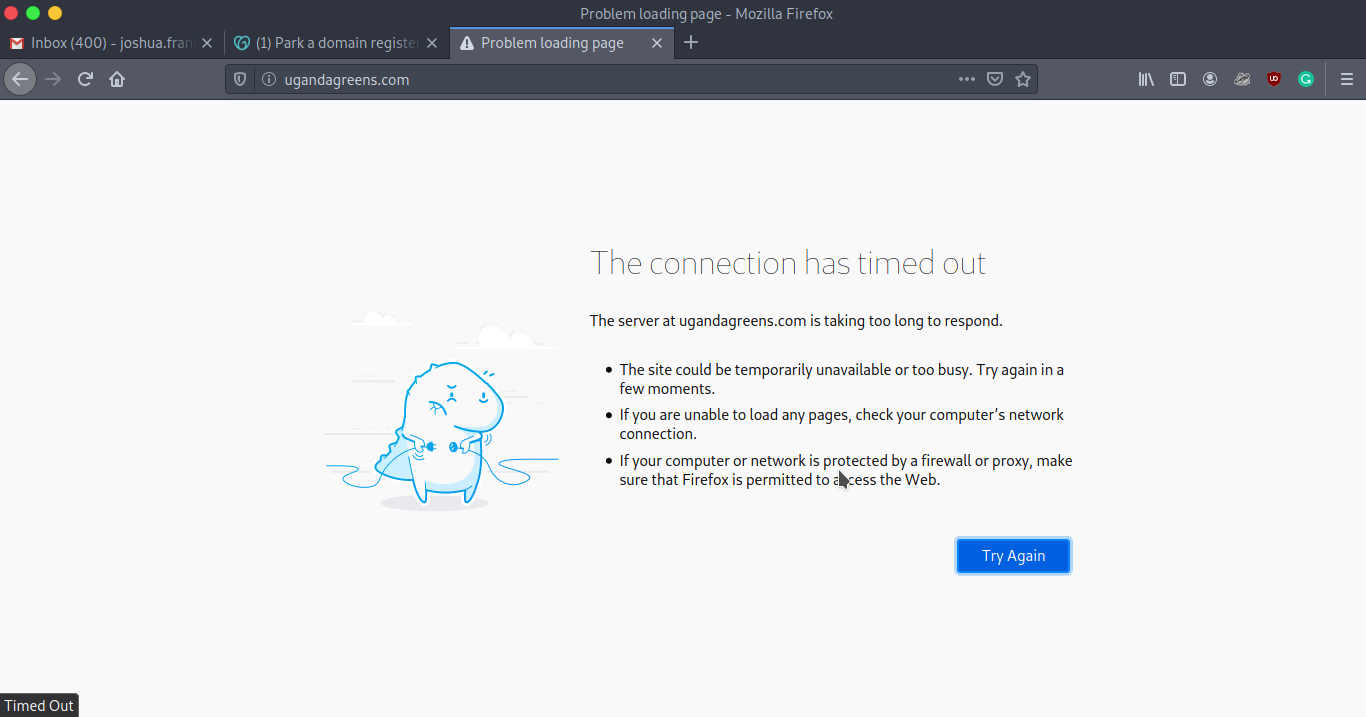 Problem loading page - Mozilla Firefox
Inbox (400) - joshua.fran
(1) Park a domain register
Problem loading page
ugandagreens.com
The connection has timed out
The server at ugandagreens.com is taking too long to respond.
The site could be temporarily unavailable or too busy. Try again in a
few moments.
If you are unable to load any pages, check your computer’s network
connection.
If your computer or network is protected by a firewall or proxy, make
sure that Firefox is permitted to access the Web.
Try Again
Timed Out